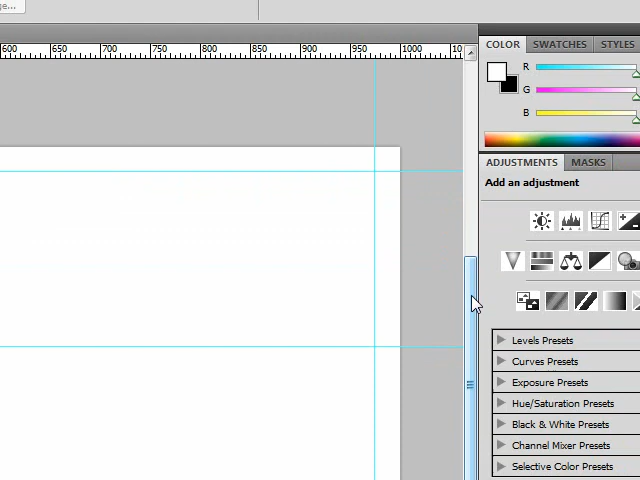 ge...
600 650 700 750 800 850 900 950 1000 10
COLOR SWATCHES STYLES
R
G
B
ADJUSTMENTS MASKS
Add an adjustment
Levels Presets
Curves Presets
Exposure Presets
Hue/Saturation Presets
Black & White Presets
Channel Mixer Presets
Selective Color Presets